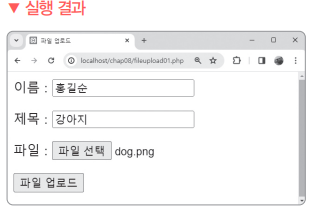 ▼ 실행 결과
파일 업로드
localhost/chap08/fileupload01.php
이름 : 홍길순
제목 : 강아지
파일 : 파일 선택 dog.png
파일 업로드